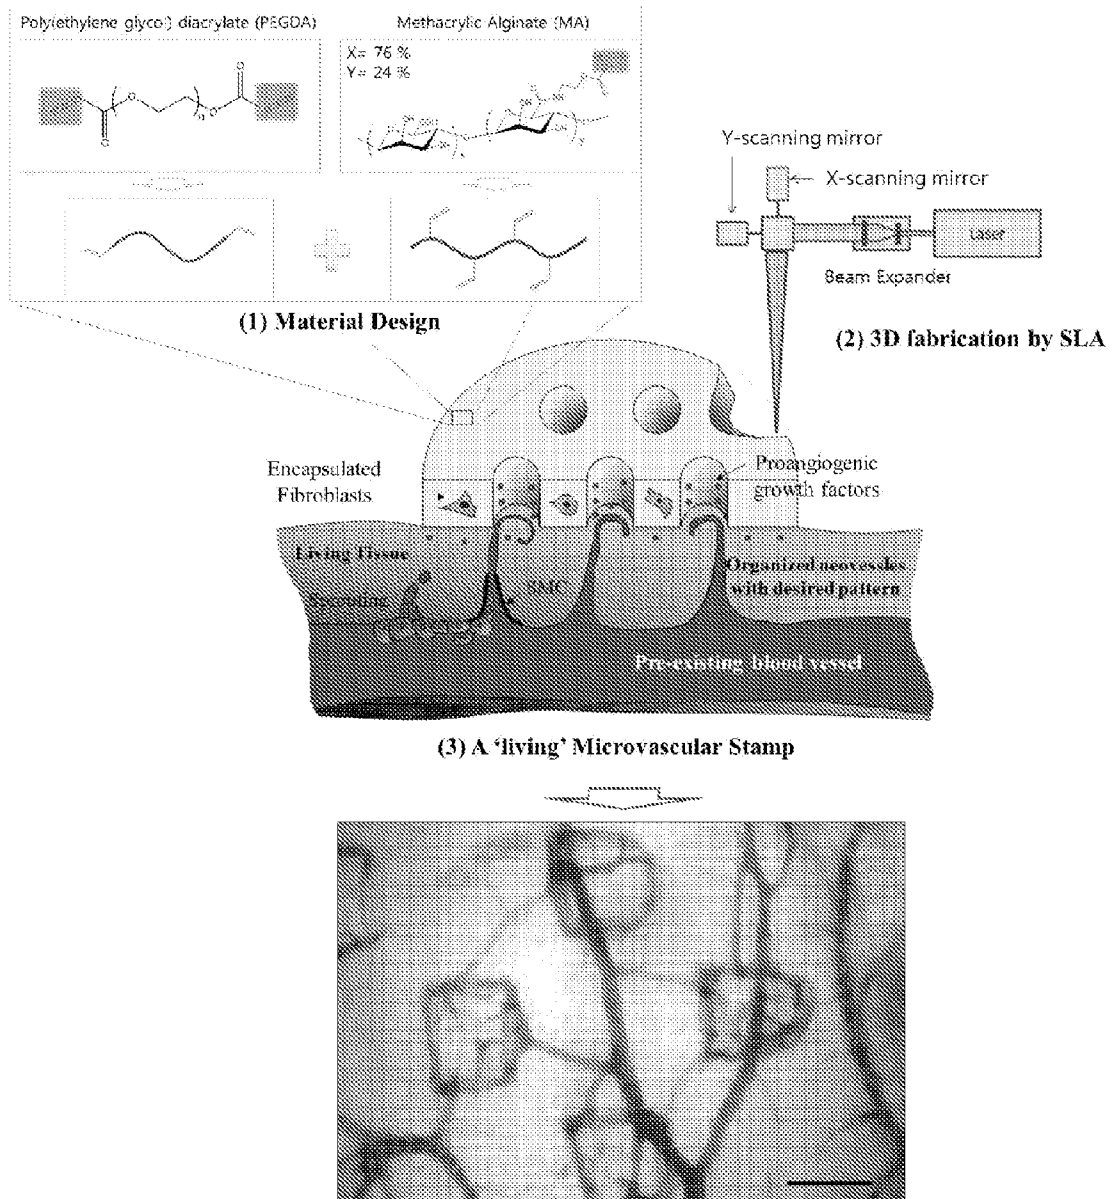 Poly(ethylene glycol) diacrylate (PEGDA)
Methacrylic Alginate (MA)
X= 76 %
Y= 24 %
(1) Material Design
Y-scanning mirror
X-scanning mirror
Laser
Beam Expander
(2) 3D fabrication by SLA
Encapsulated
Fibroblasts
Proangiogenic
growth factors
Living Tissue
Sprouting
SMC
Organized neovessles
with desired pattern
Pre-existing blood vessel
(3) A ‘living’ Microvascular Stamp